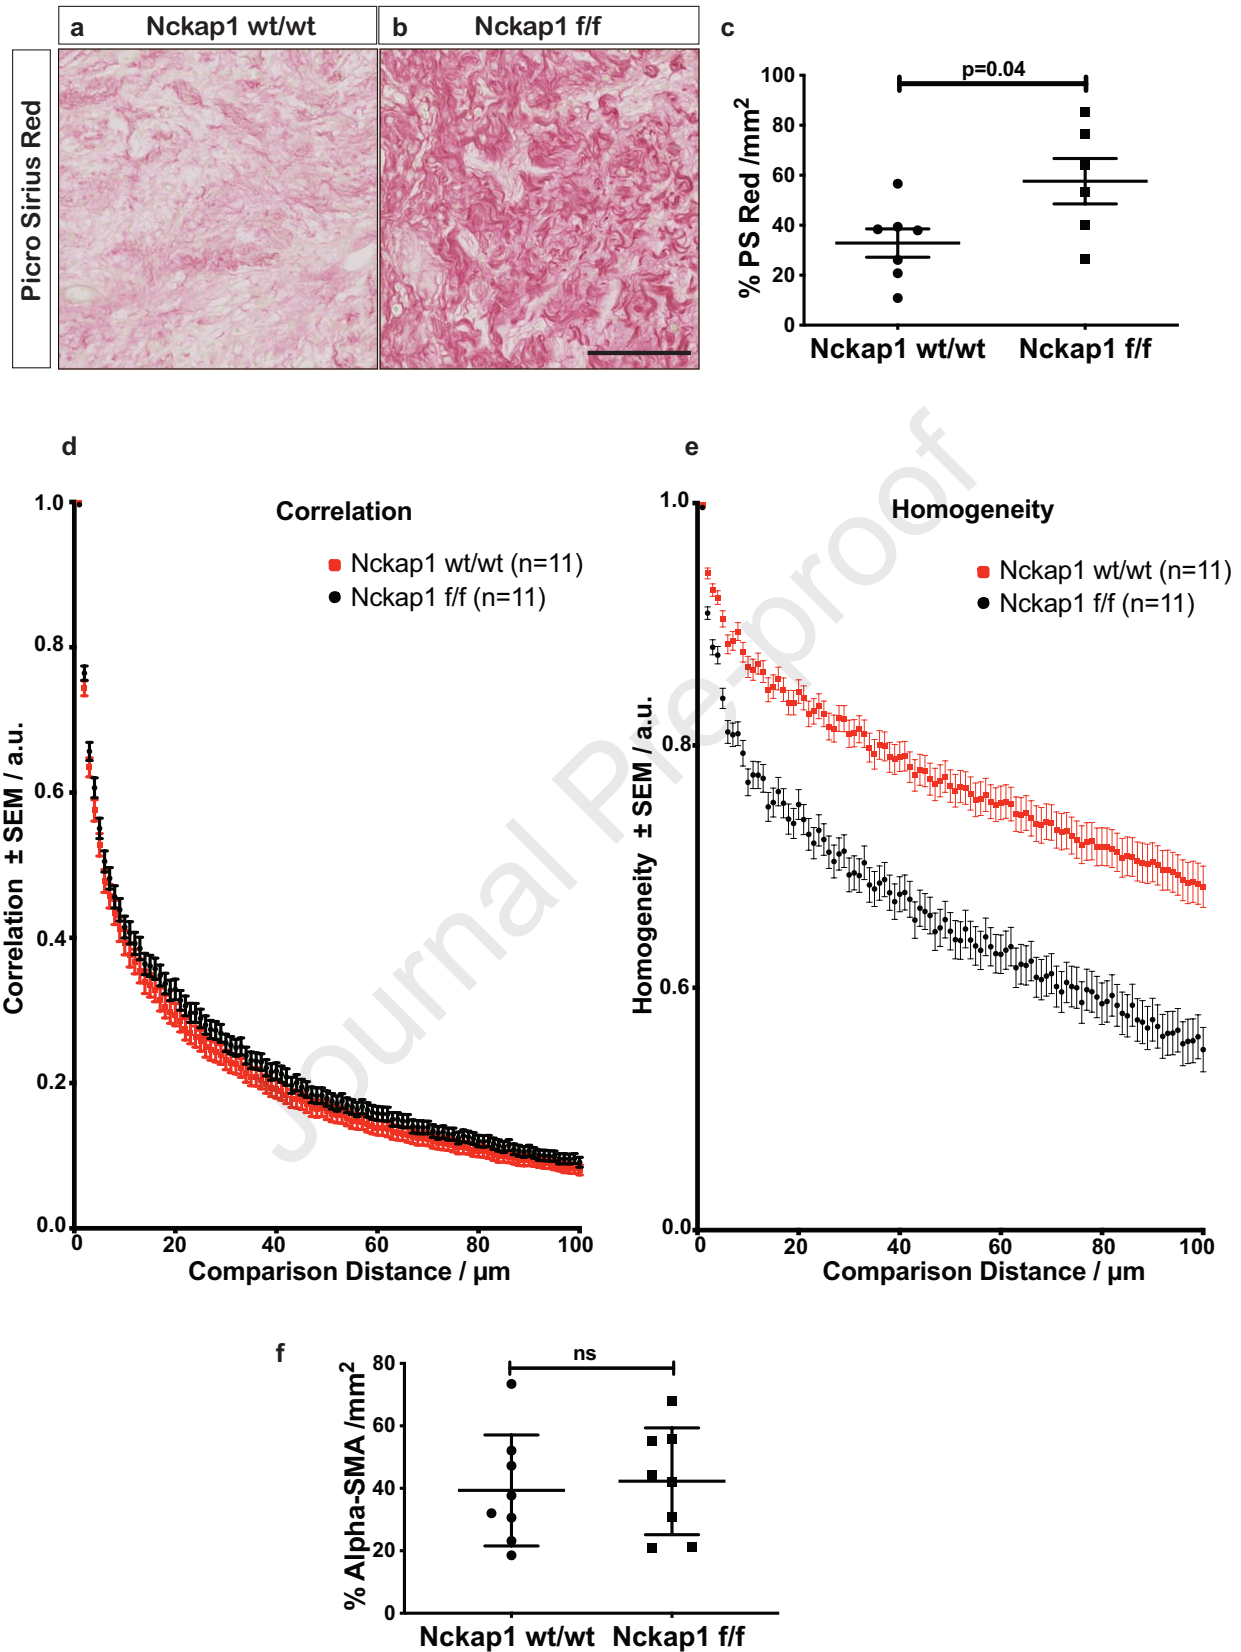 a Nckap1 wt/wt b Nckap1 f/f
Picro Sirius Red
c
p=0.04
% PS Red /mm²
100
80
60
40
20
0
Nckap1 wt/wt Nckap1 f/f
d
Correlation
Nckap1 wt/wt (n=11)
Nckap1 f/f (n=11)
Correlation ± SEM / a.u.
1.0
0.8
0.6
0.4
0.2
0.0
0 20 40 60 80 100
Comparison Distance / µm
e
Homogeneity
Nckap1 wt/wt (n=11)
Nckap1 f/f (n=11)
Homogeneity ± SEM / a.u.
1.0
0.8
0.6
0.0
0 20 40 60 80 100
Comparison Distance / µm
Journal Pre-proof
f
ns
% Alpha-SMA /mm²
80
60
40
20
0
Nckap1 wt/wt Nckap1 f/f